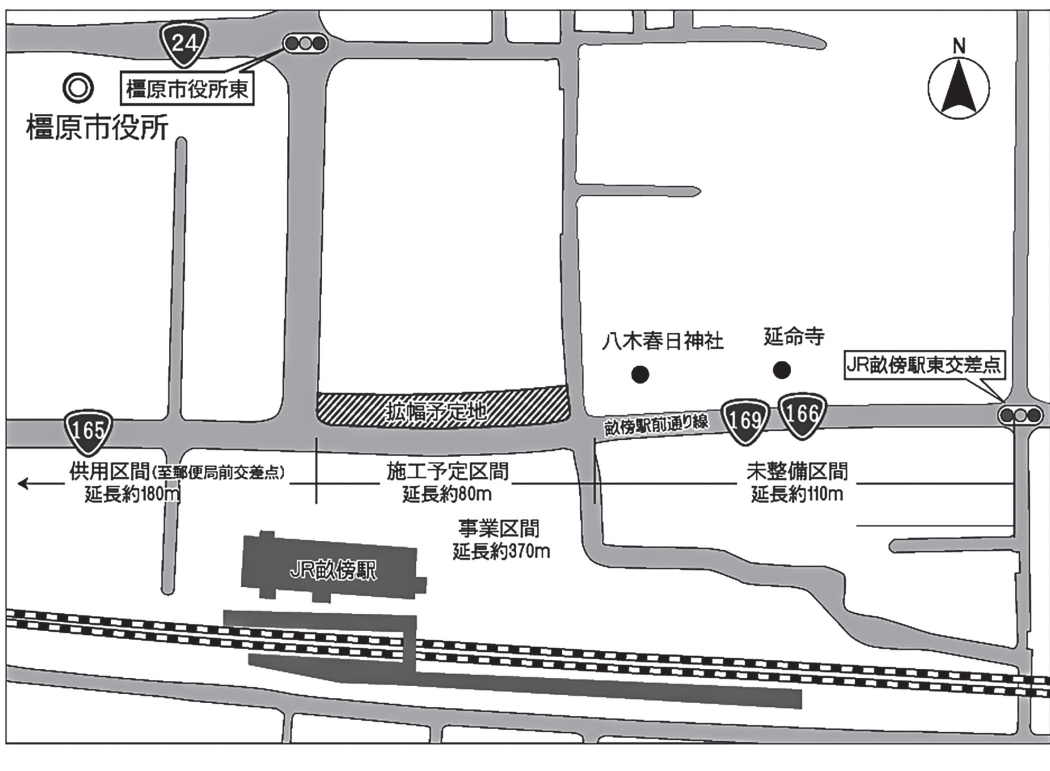 24
N
橿原市役所東
橿原市役所
八木春日神社
延命寺
JR畝傍駅東交差点
拡幅予定地
165
畝傍駅前通り線
169
166
供用区間(至郵便局前交差点)
延長約180m
施工予定区間
延長約80m
未整備区間
延長約110m
事業区間
延長約370m
JR畝傍駅